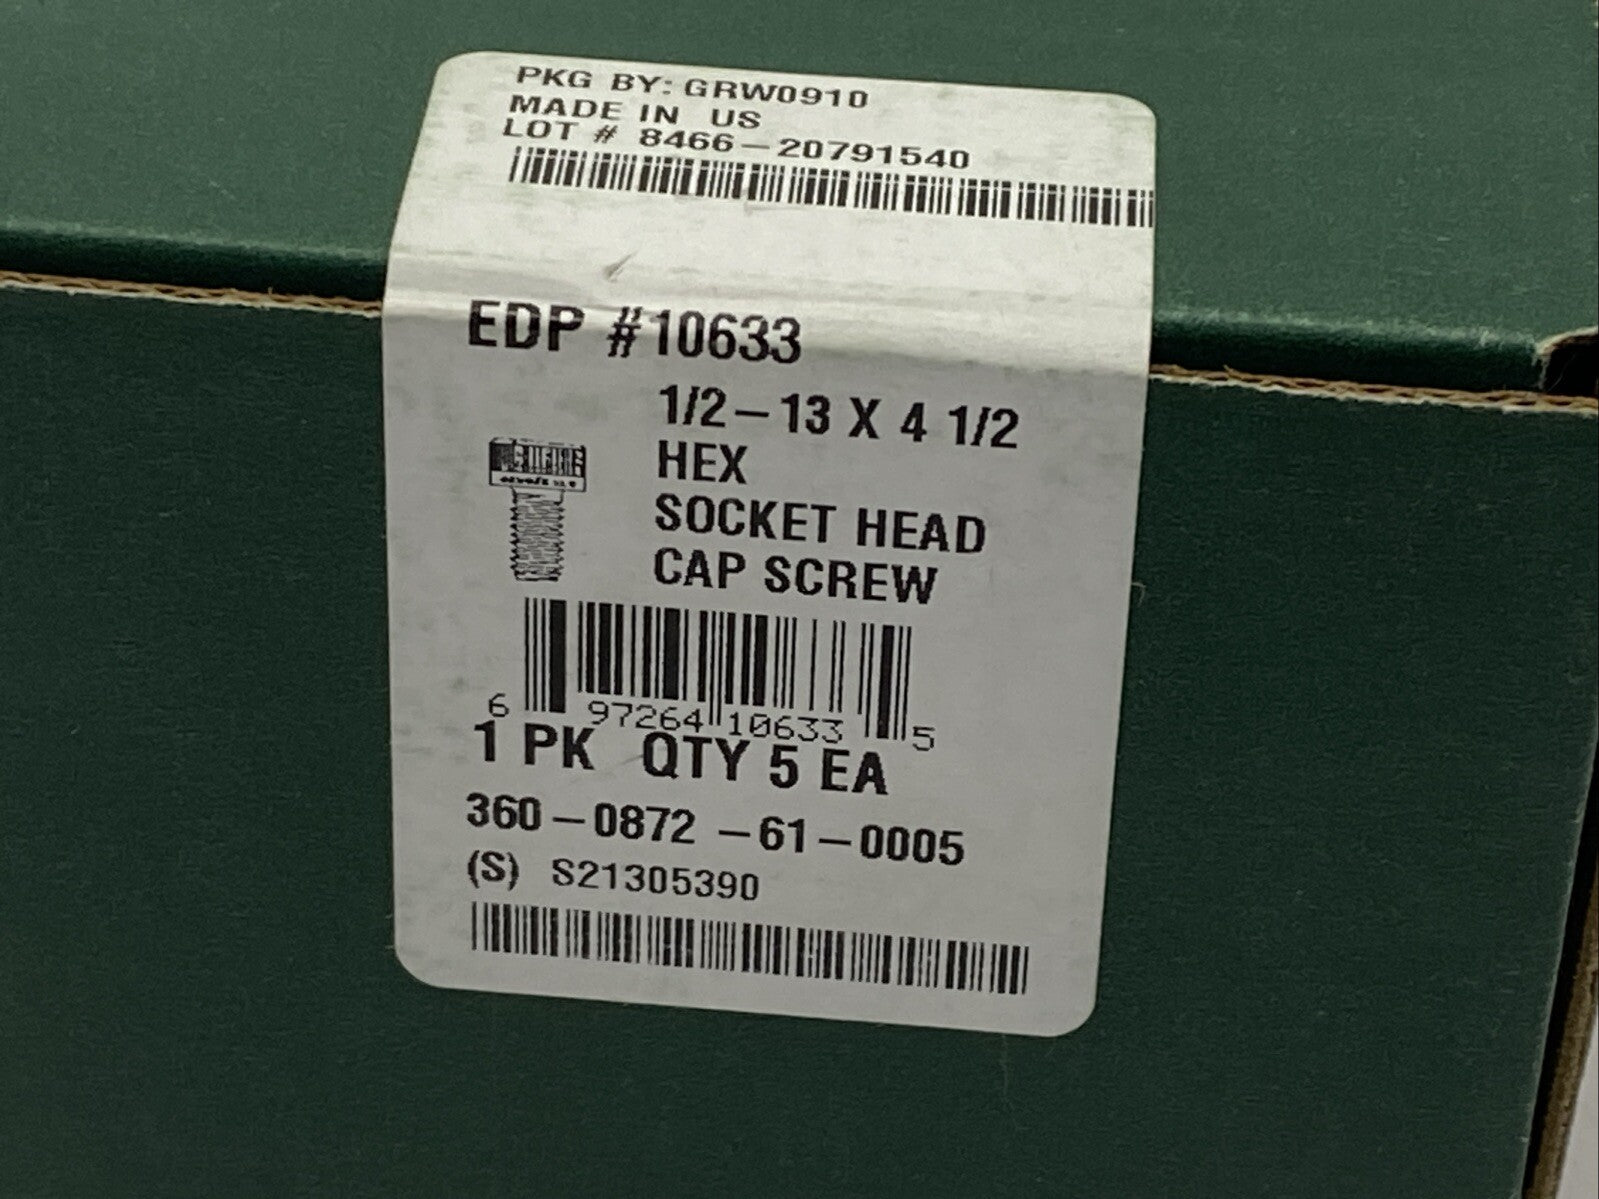 PKG BY: GRW0910
MADE IN US
LOT # 8466-20791540
EDP #10633
1/2-13 X 4 1/2
HEX
SOCKET HEAD
CAP SCREW
6 97264 10633 5
1 PK QTY 5 EA
360-0872-61-0005
(S) S21305390